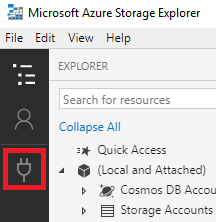 Microsoft Azure Storage Explorer
File Edit View Help
EXPLORER
Search for resources
Collapse All
Quick Access
(Local and Attached)
Cosmos DB Accou
Storage Accounts